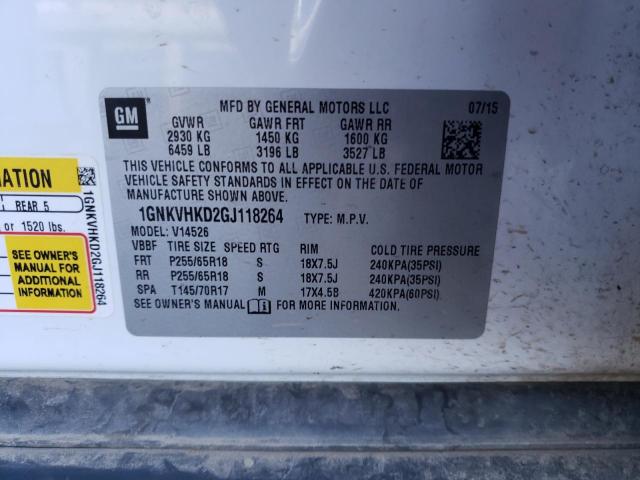 GM
MFD BY GENERAL MOTORS LLC 07/15
GVWR GAWR FRT GAWR RR
2930 KG 1450 KG 1600 KG
6459 LB 3196 LB 3527 LB
THIS VEHICLE CONFORMS TO ALL APPLICABLE U.S. FEDERAL MOTOR
VEHICLE SAFETY STANDARDS IN EFFECT ON THE DATE OF
MANUFACTURE SHOWN ABOVE.
1GNKVHKD2GJ118264 TYPE: M.P.V.
MODEL: V14526
VBBF TIRE SIZE SPEED RTG RIM COLD TIRE PRESSURE
FRT P255/65R18 S 18X7.5J 240KPA(35PSI)
RR P255/65R18 S 18X7.5J 240KPA(35PSI)
SPA T145/70R17 M 17X4.5B 420KPA(60PSI)
SEE OWNER'S MANUAL FOR MORE INFORMATION.
REAR 5
or 1520 lbs.
SEE OWNER'S
MANUAL FOR
ADDITIONAL
INFORMATION
1GNKVHKD2GJ118264